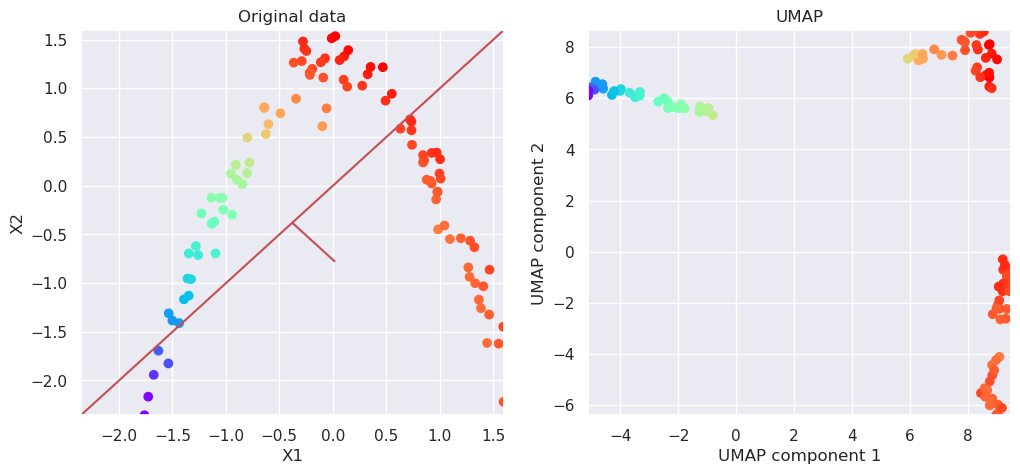 Original data
1.5
1.0
0.5
0.0
−0.5
−1.0
−1.5
−2.0
X2
−2.0 −1.5 −1.0 −0.5 0.0 0.5 1.0 1.5
X1
UMAP
8
6
4
2
0
−2
−4
−6
UMAP component 2
−4 −2 0 2 4 6 8
UMAP component 1